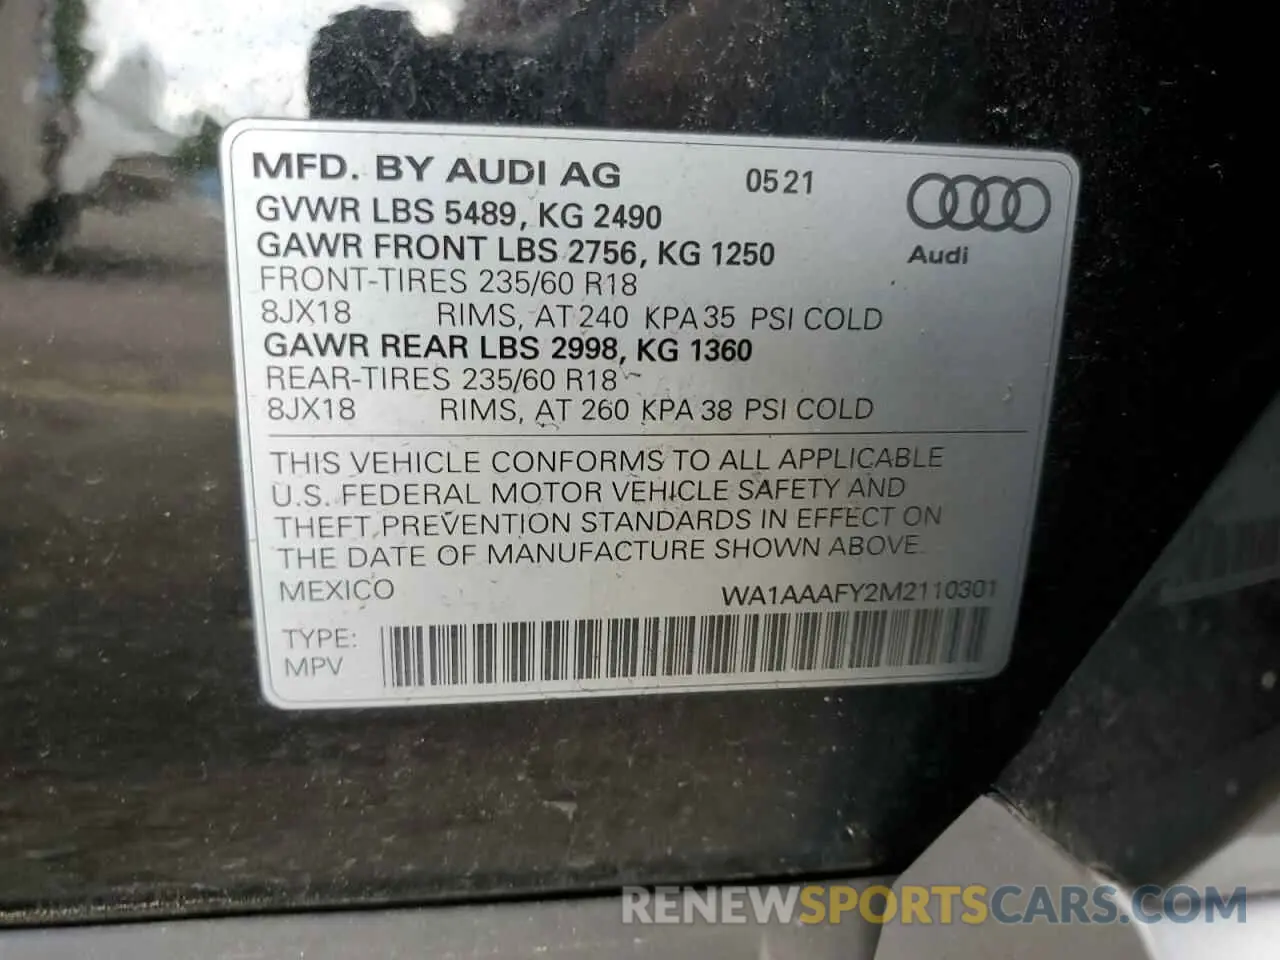 MFD. BY AUDI AG 0521
GVWR LBS 5489, KG 2490
GAWR FRONT LBS 2756, KG 1250
Audi
FRONT-TIRES 235/60 R18
8JX18 RIMS, AT 240 KPA 35 PSI COLD
GAWR REAR LBS 2998, KG 1360
REAR-TIRES 235/60 R18
8JX18 RIMS, AT 260 KPA 38 PSI COLD
THIS VEHICLE CONFORMS TO ALL APPLICABLE
U.S. FEDERAL MOTOR VEHICLE SAFETY AND
THEFT PREVENTION STANDARDS IN EFFECT ON
THE DATE OF MANUFACTURE SHOWN ABOVE.
MEXICO WA1AAAFY2M2110301
TYPE:
MPV
RENEWSPORTSCARS.COM